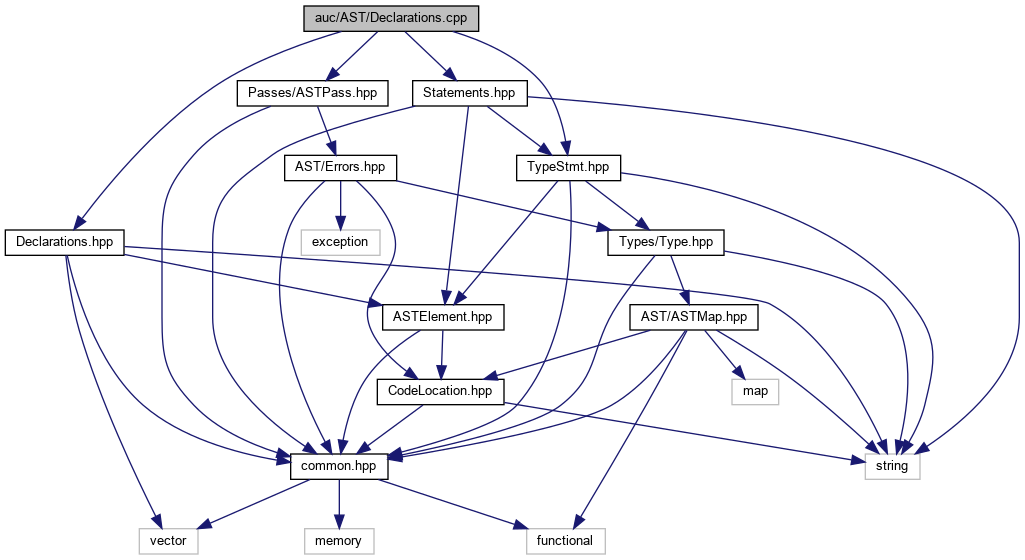 auc/AST/Declarations.cpp
Passes/ASTPass.hpp
Statements.hpp
AST/Errors.hpp
TypeStmt.hpp
Declarations.hpp
exception
Types/Type.hpp
ASTElement.hpp
AST/ASTMap.hpp
CodeLocation.hpp
map
common.hpp
string
vector
memory
functional